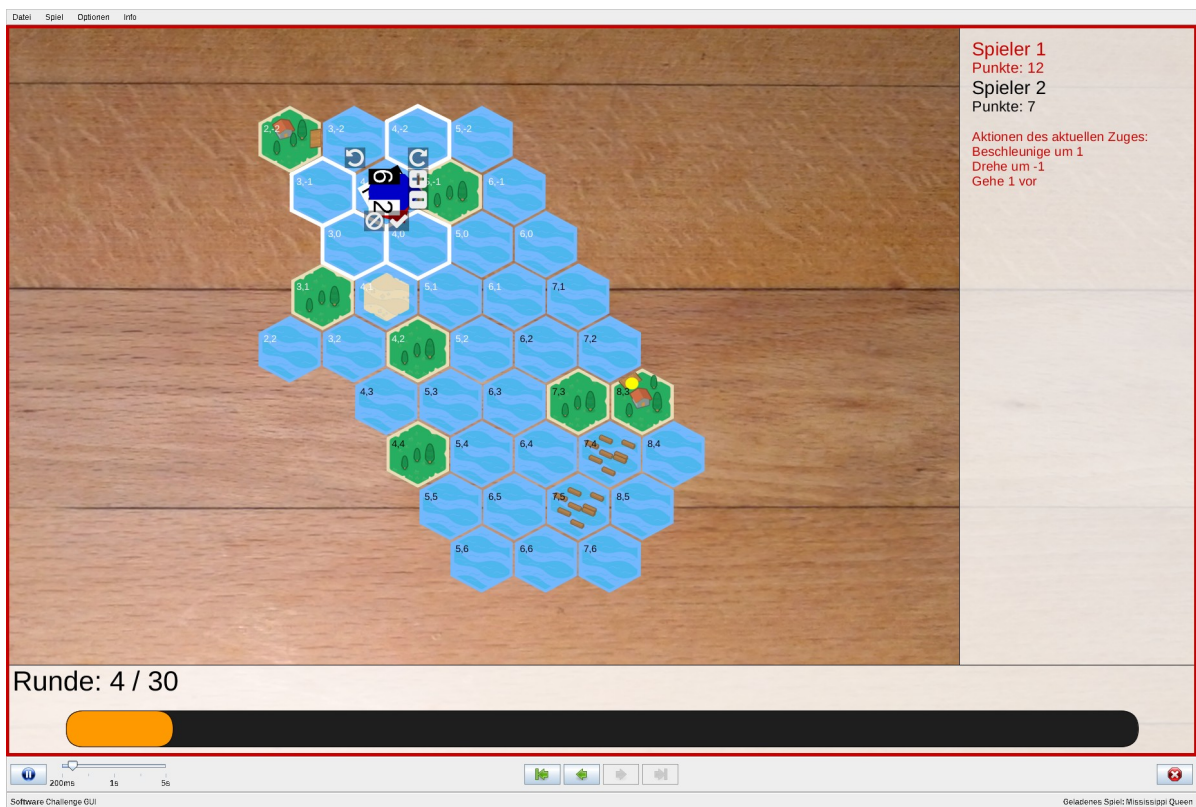 Datei Spiel Optionen Info
Spieler 1
Punkte: 12
Spieler 2
Punkte: 7
Aktionen des aktuellen Zuges:
Beschleunige um 1
Drehe um -1
Gehe 1 vor
2,-2 3,-2 4,-2 5,-2
3,-1 6,-1
6
2
3,0 4,0 5,0 6,0
3,1 4,1 5,1 6,1 7,1
2,2 3,2 4,2 5,2 6,2 7,2
4,3 5,3 6,3 7,3 8,3
4,4 5,4 6,4 7,4 8,4
5,5 6,5 7,5 8,5
5,6 6,6 7,6
Runde: 4 / 30
200ms 1s 5s
Software Challenge GUI
Geladenes Spiel: Mississippi Queen